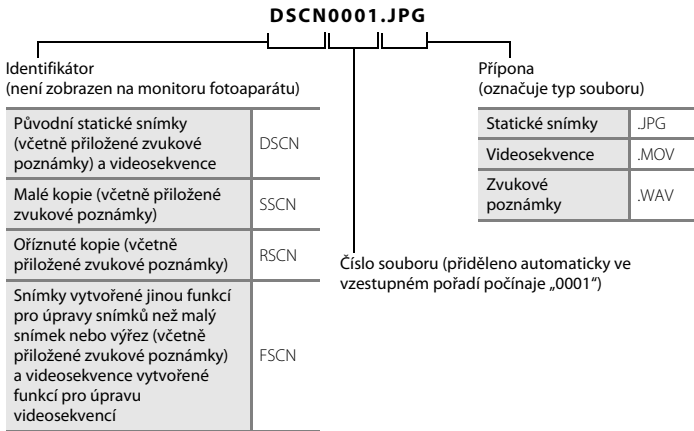 DSCN0001.JPG
Identifikátor
(není zobrazen na monitoru fotoaparátu)
Původní statické snímky
(včetně přiložené zvukové
poznámky) a videosekvence
DSCN
Malé kopie (včetně přiložené
zvukové poznámky)
SSCN
Oříznuté kopie (včetně
přiložené zvukové poznámky)
RSCN
Snímky vytvořené jinou funkcí
pro úpravy snímků než malý
snímek nebo výřez (včetně
přiložené zvukové poznámky)
a videosekvence vytvořené
funkcí pro úpravu
videosekvencí
FSCN
Přípona
(označuje typ souboru)
Statické snímky .JPG
Videosekvence .MOV
Zvukové
poznámky
.WAV
Číslo souboru (přiděleno automaticky ve
vzestupném pořadí počínaje „0001“)